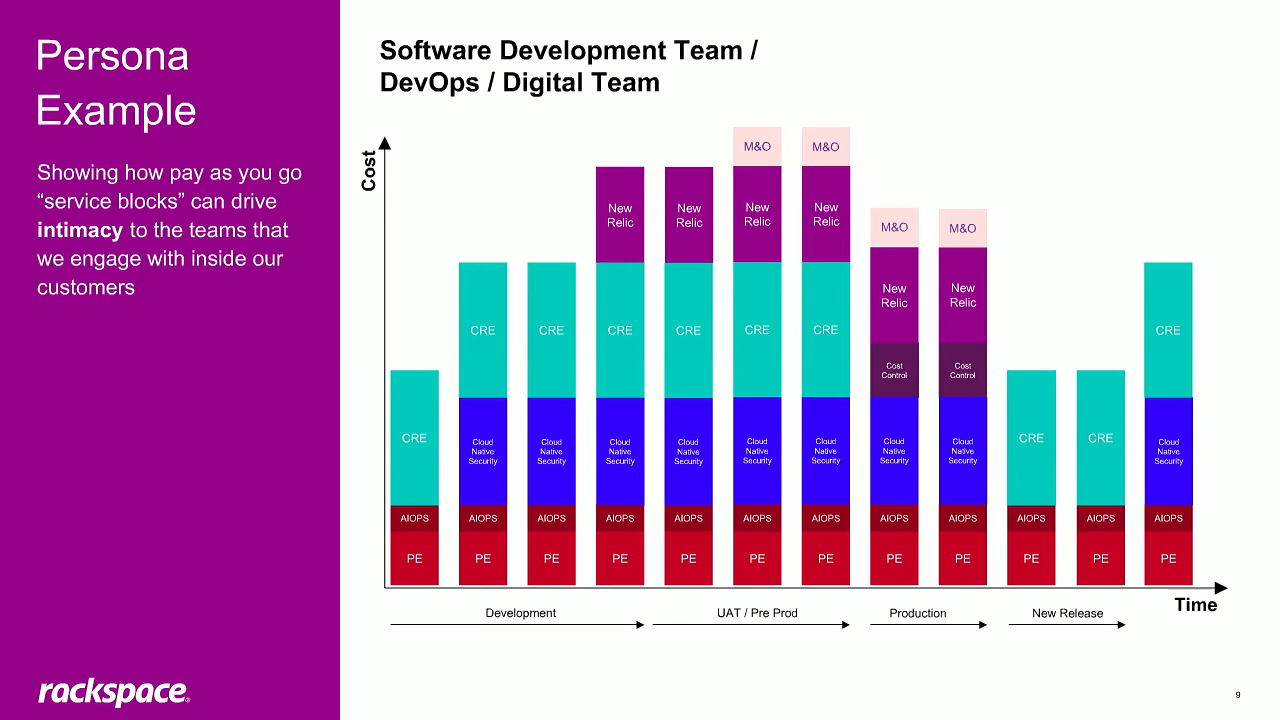 Persona
Example
Showing how pay as you go
“service blocks” can drive
intimacy to the teams that
we engage with inside our
customers
rackspace®
Software Development Team /
DevOps / Digital Team
Cost
M&O
M&O
New
Relic
New
Relic
New
Relic
New
Relic
M&O
M&O
New
Relic
New
Relic
CRE
CRE
CRE
CRE
CRE
CRE
CRE
Cost
Control
Cost
Control
CRE
Cloud
Native
Security
Cloud
Native
Security
Cloud
Native
Security
Cloud
Native
Security
Cloud
Native
Security
Cloud
Native
Security
Cloud
Native
Security
Cloud
Native
Security
CRE
CRE
Cloud
Native
Security
AIOPS
AIOPS
AIOPS
AIOPS
AIOPS
AIOPS
AIOPS
AIOPS
AIOPS
AIOPS
AIOPS
AIOPS
PE
PE
PE
PE
PE
PE
PE
PE
PE
PE
PE
PE
Time
Development
UAT / Pre Prod
Production
New Release
9